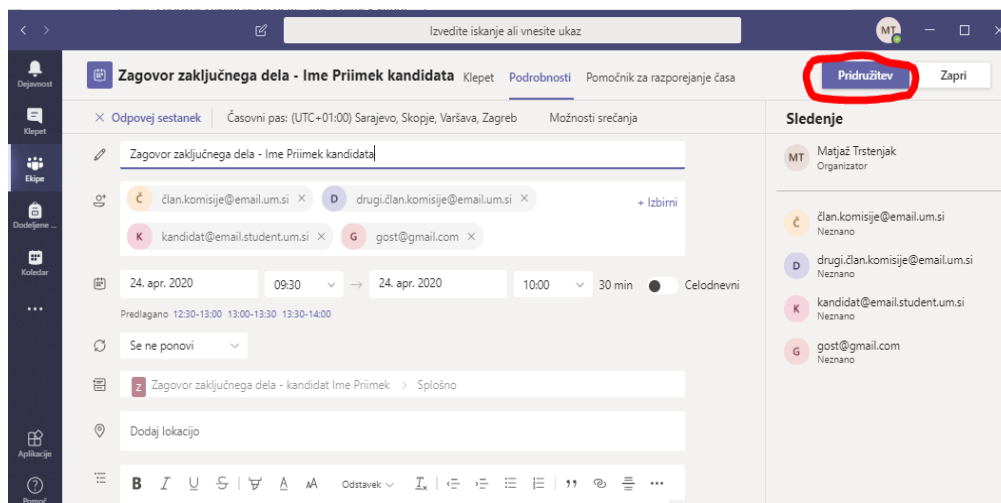 Izvedite iskanje ali vnesite ukaz
MT
Dejavnost
Klepet
Ekipe
Dodeljene ...
Koledar
Aplikacije
Pomoč
Zagovor zaključnega dela - Ime Priimek kandidata Klepet Podrobnosti Pomočnik za razporejanje časa
Pridružitev Zapri
× Odpovej sestanek Časovni pas: (UTC+01:00) Sarajevo, Skopje, Varšava, Zagreb Možnosti srečanja
Zagovor zaključnega dela - Ime Priimek kandidata
Č član.komisije@email.um.si × D drugi.član.komisije@email.um.si × + Izbirni
K kandidat@email.student.um.si × G gost@gmail.com ×
24. apr. 2020 09:30 → 24. apr. 2020 10:00 30 min Celodnevni
Predlagano 12:30-13:00 13:00-13:30 13:30-14:00
Se ne ponovi
Z Zagovor zaključnega dela - kandidat Ime Priimek > Splošno
Dodaj lokacijo
B I U S A AA Odstavek
Sledenje
MT Matjaž Trstenjak
Organizator
Č član.komisije@email.um.si
Neznano
D drugi.član.komisije@email.um.si
Neznano
K kandidat@email.student.um.si
Neznano
G gost@gmail.com
Neznano